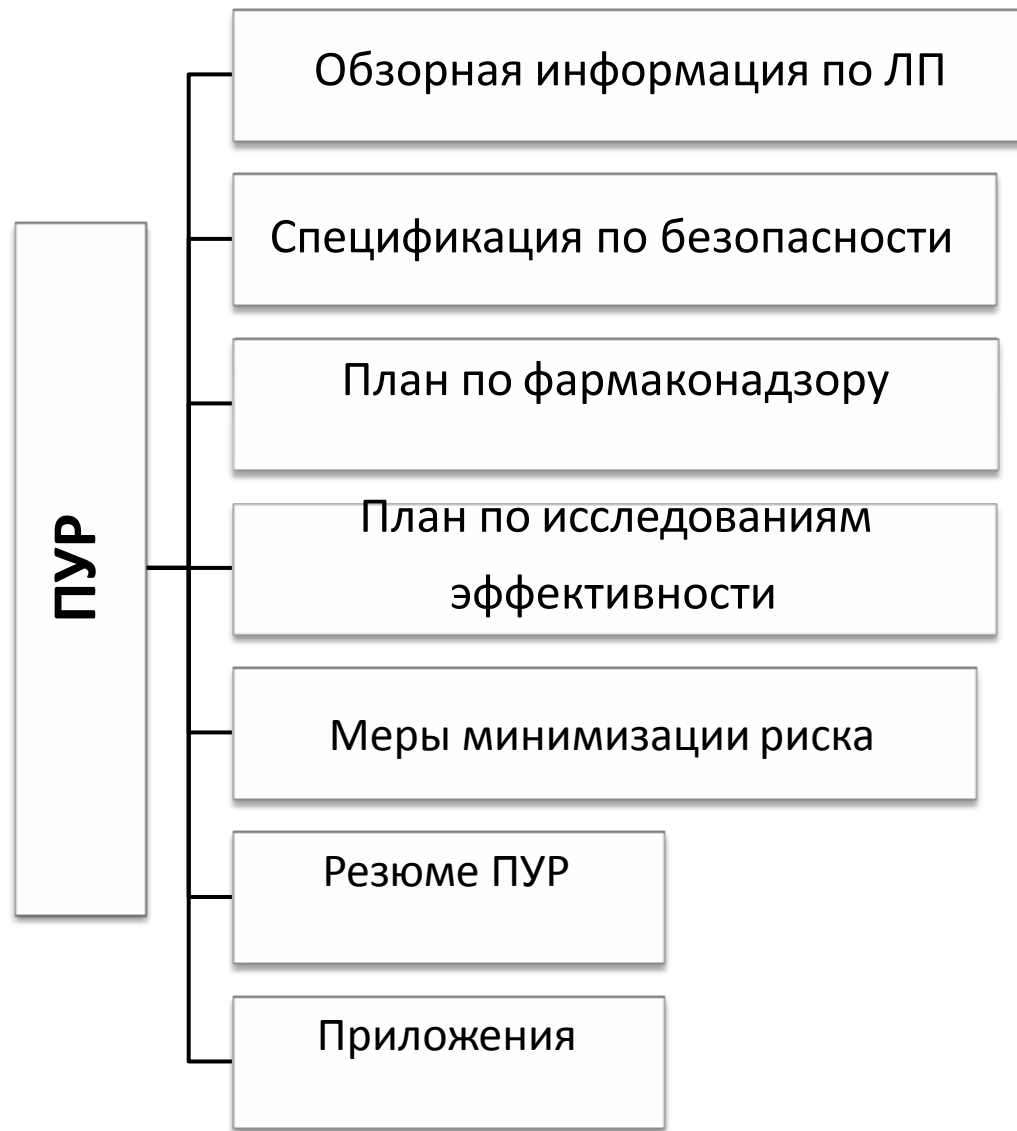 ПУР
Обзорная информация по ЛП
Спецификация по безопасности
План по фармаконадзору
План по исследованиям
эффективности
Меры минимизации риска
Резюме ПУР
Приложения